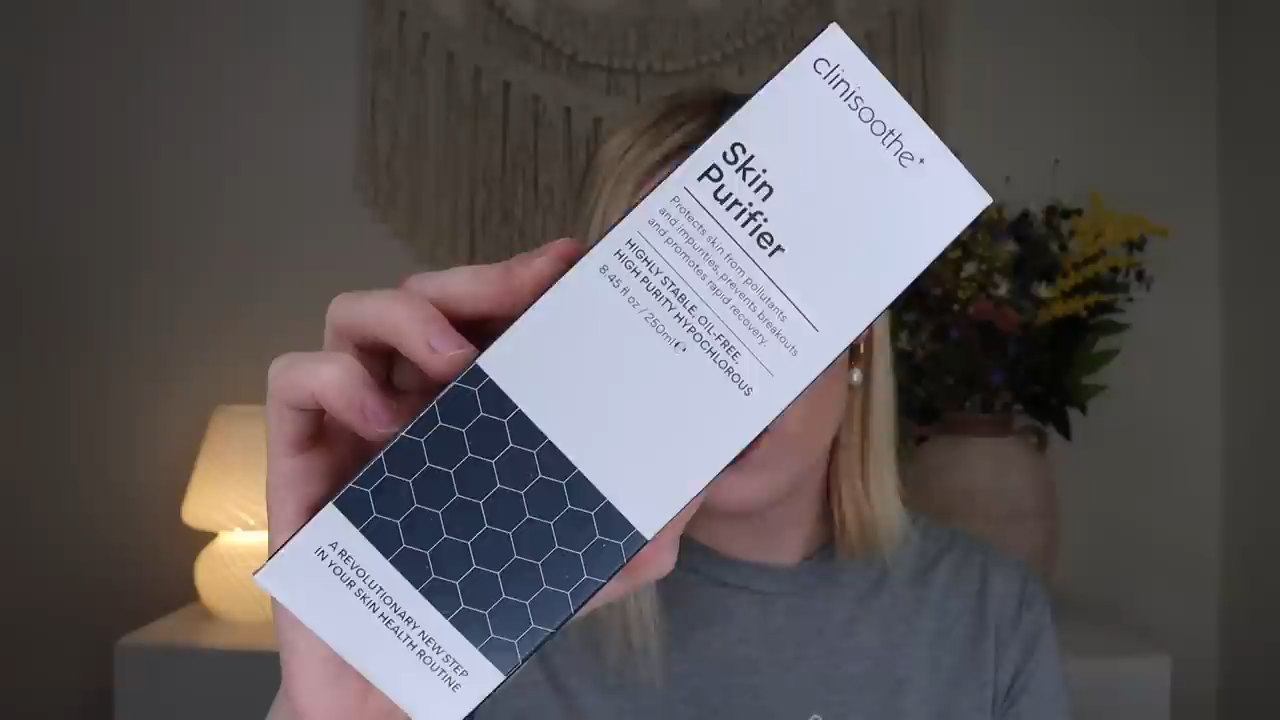 clinisoothe+
Skin
Purifier
Protects skin from pollutants
and impurities, prevents breakouts
and promotes rapid recovery.
HIGHLY STABLE, OIL-FREE,
HIGH PURITY HYPOCHLOROUS
8.45 fl oz / 250ml ℮
A REVOLUTIONARY NEW STEP
IN YOUR SKIN HEALTH ROUTINE